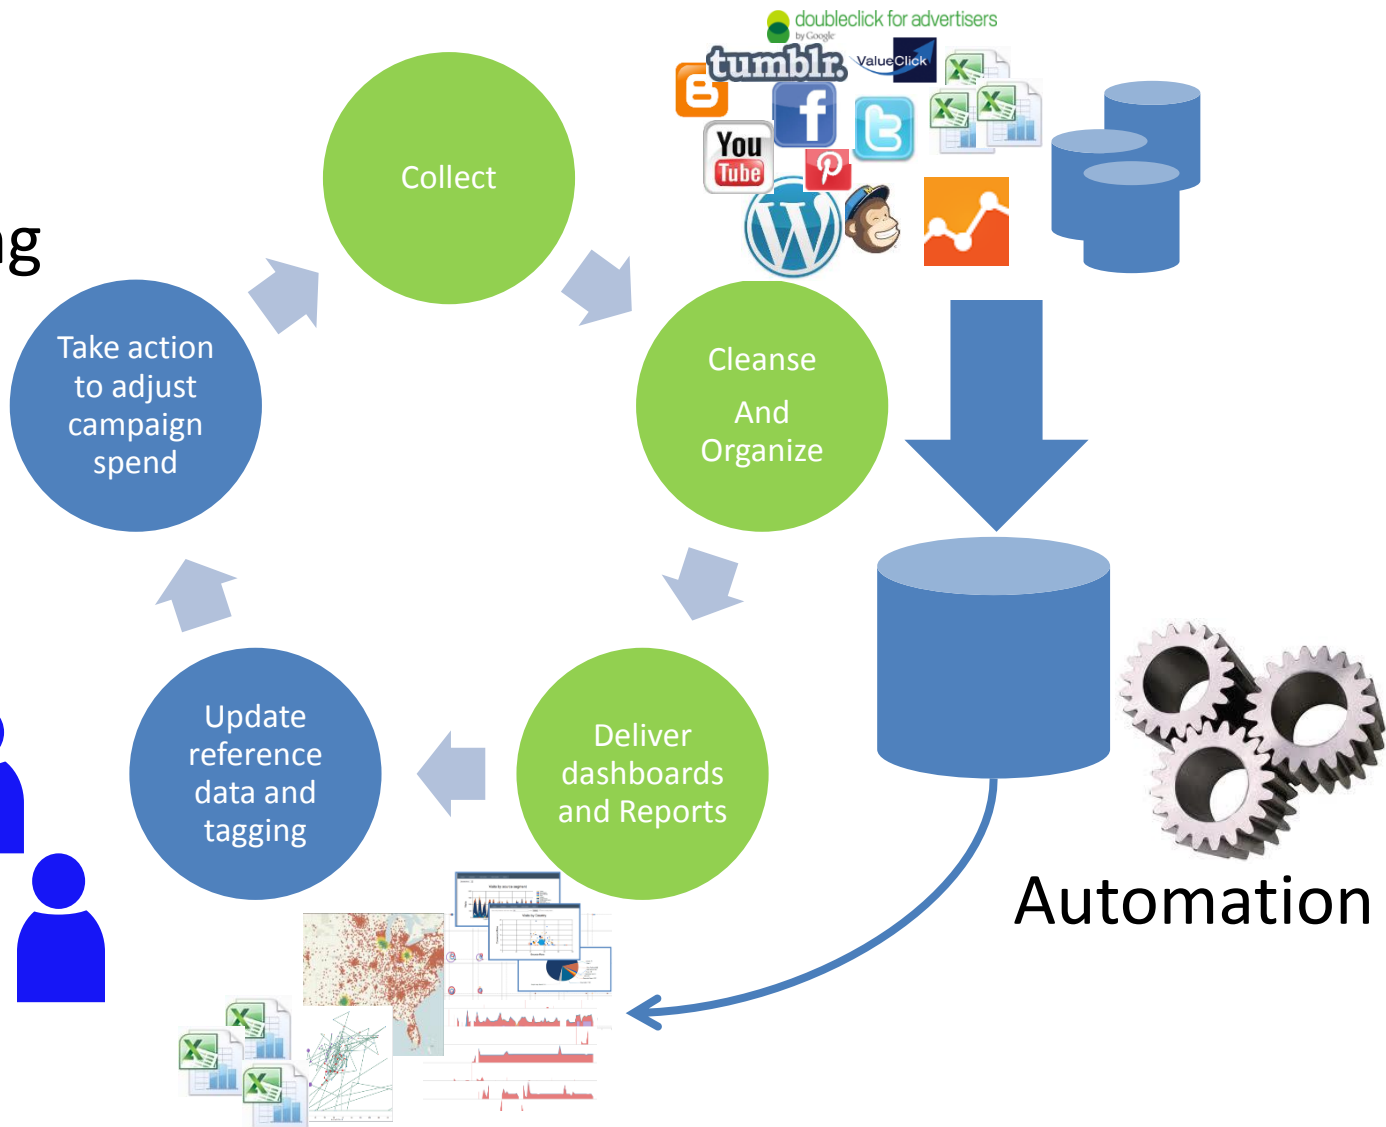 doubleclick for advertisers
by Google
tumblr.
ValueClick
You
Tube
Collect
ng
Take action
to adjust
campaign
spend
Cleanse
And
Organize
Update
reference
data and
tagging
Deliver
dashboards
and Reports
Automation